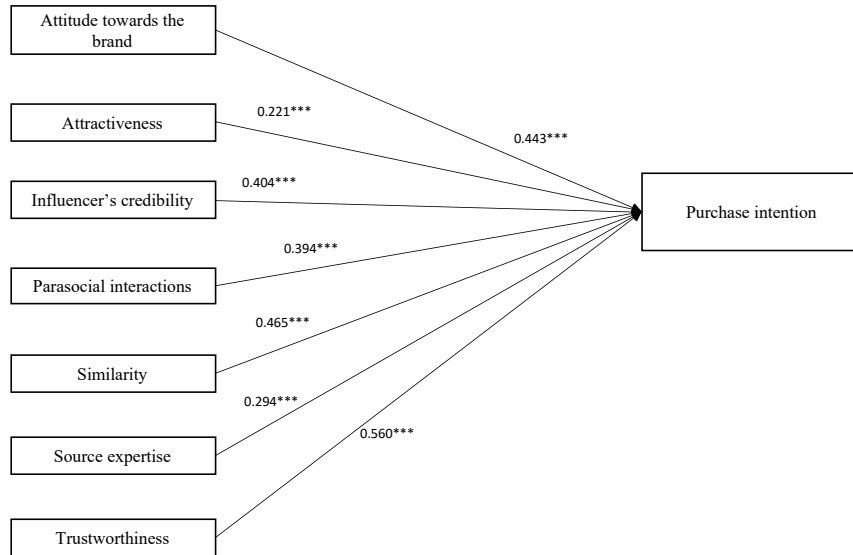 Attitude towards the
brand
0.221***
Attractiveness
0.443***
0.404***
Influencer’s credibility
Purchase intention
0.394***
Parasocial interactions
0.465***
Similarity
0.294***
0.560***
Source expertise
Trustworthiness